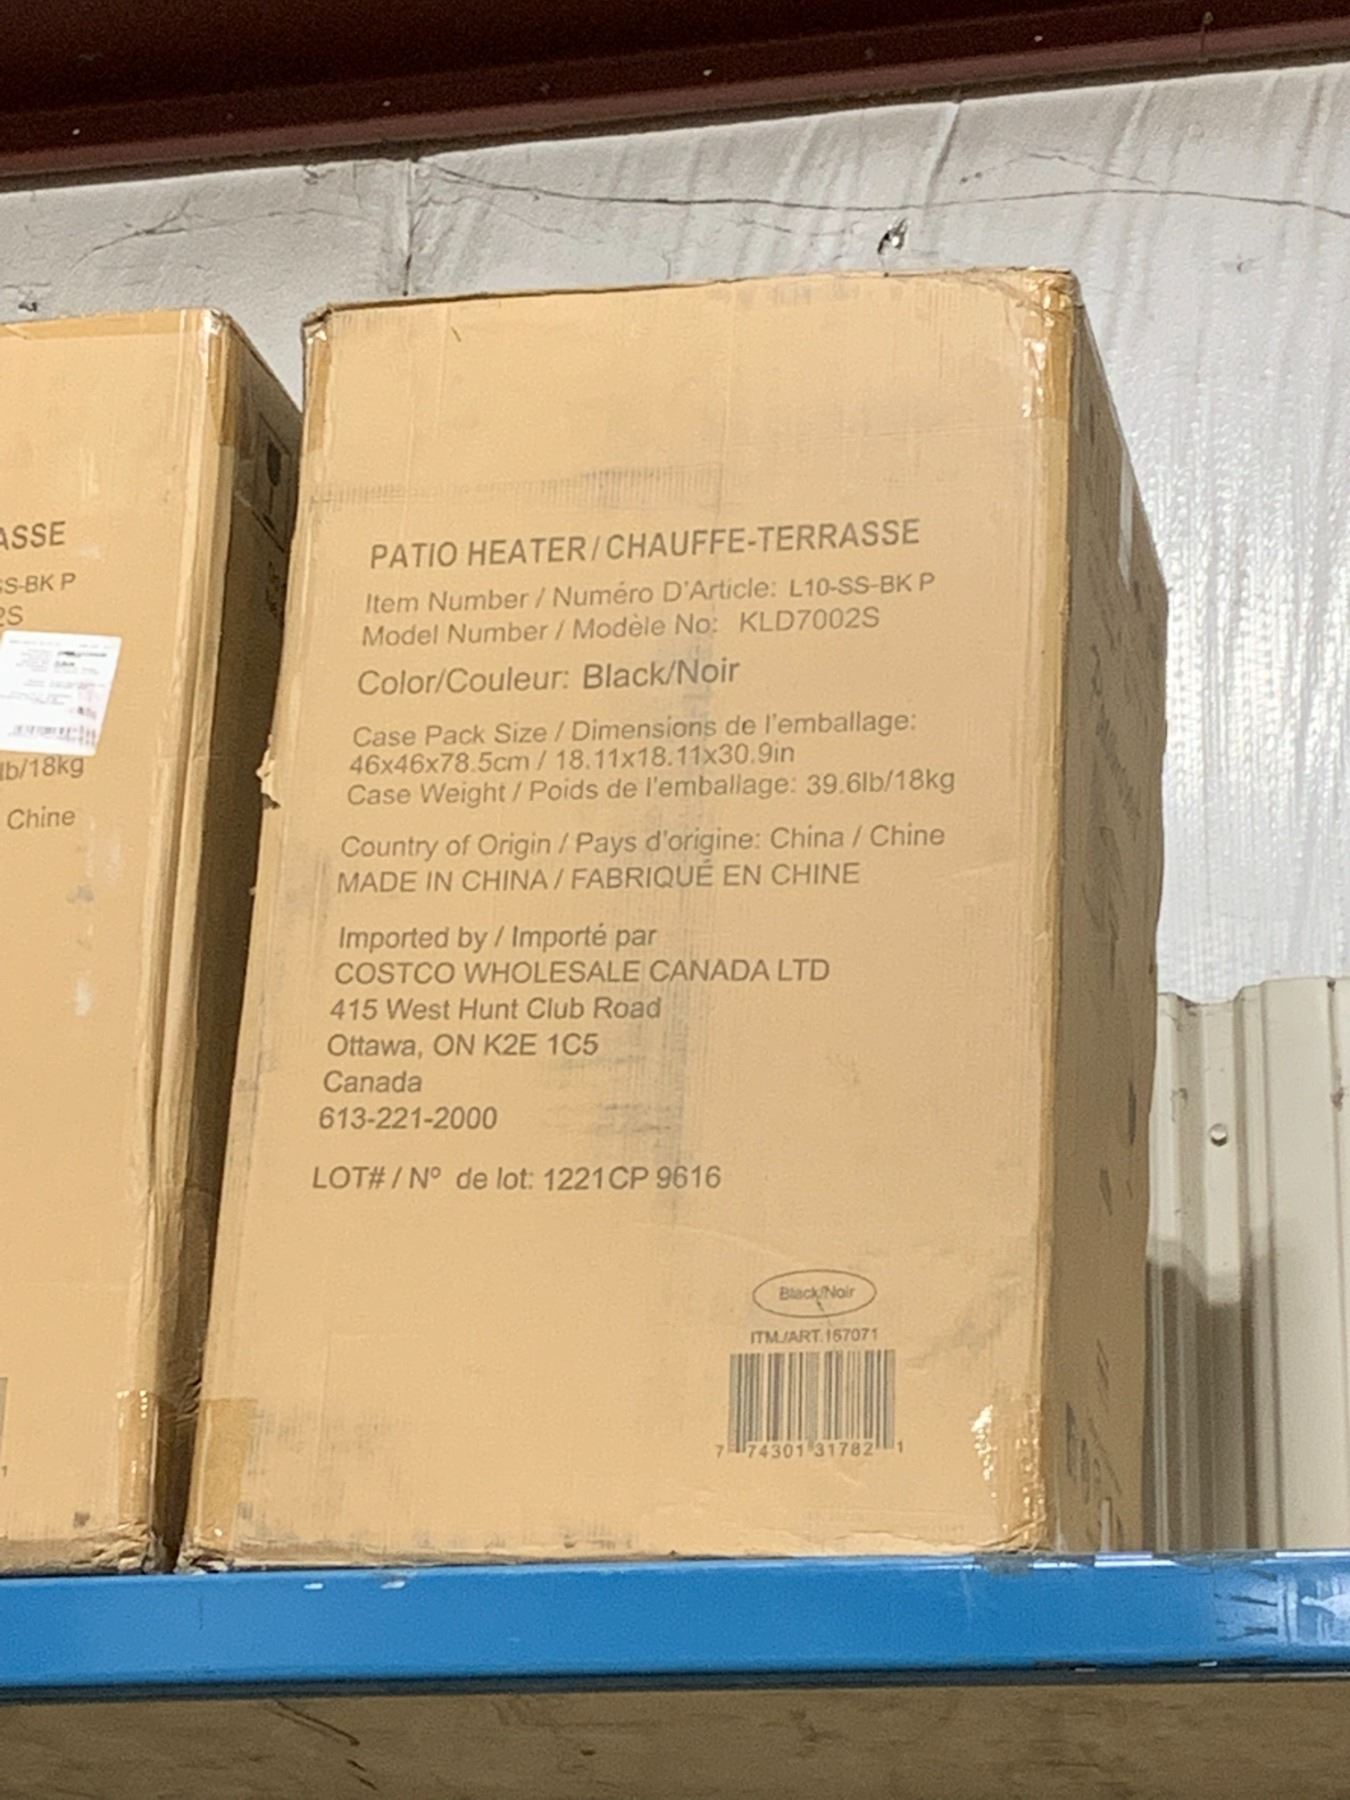 ASSE
SS-BK P
2S
lb/18kg
Chine
1
PATIO HEATER/CHAUFFE-TERRASSE
Item Number / Numéro D'Article: L10-SS-BK P
Model Number / Modèle No: KLD7002S
Color/Couleur: Black/Noir
Case Pack Size / Dimensions de l'emballage:
46x46x78.5cm / 18.11x18.11x30.9in
Case Weight / Poids de l'emballage: 39.6lb/18kg
Country of Origin / Pays d'origine: China / Chine
MADE IN CHINA / FABRIQUÉ EN CHINE
Imported by / Importé par
COSTCO WHOLESALE CANADA LTD
415 West Hunt Club Road
Ottawa, ON K2E 1C5
Canada
613-221-2000
LOT# / Nº de lot: 1221CP 9616
Black/Noir
ITM./ART.167071
7 74301 31782 1